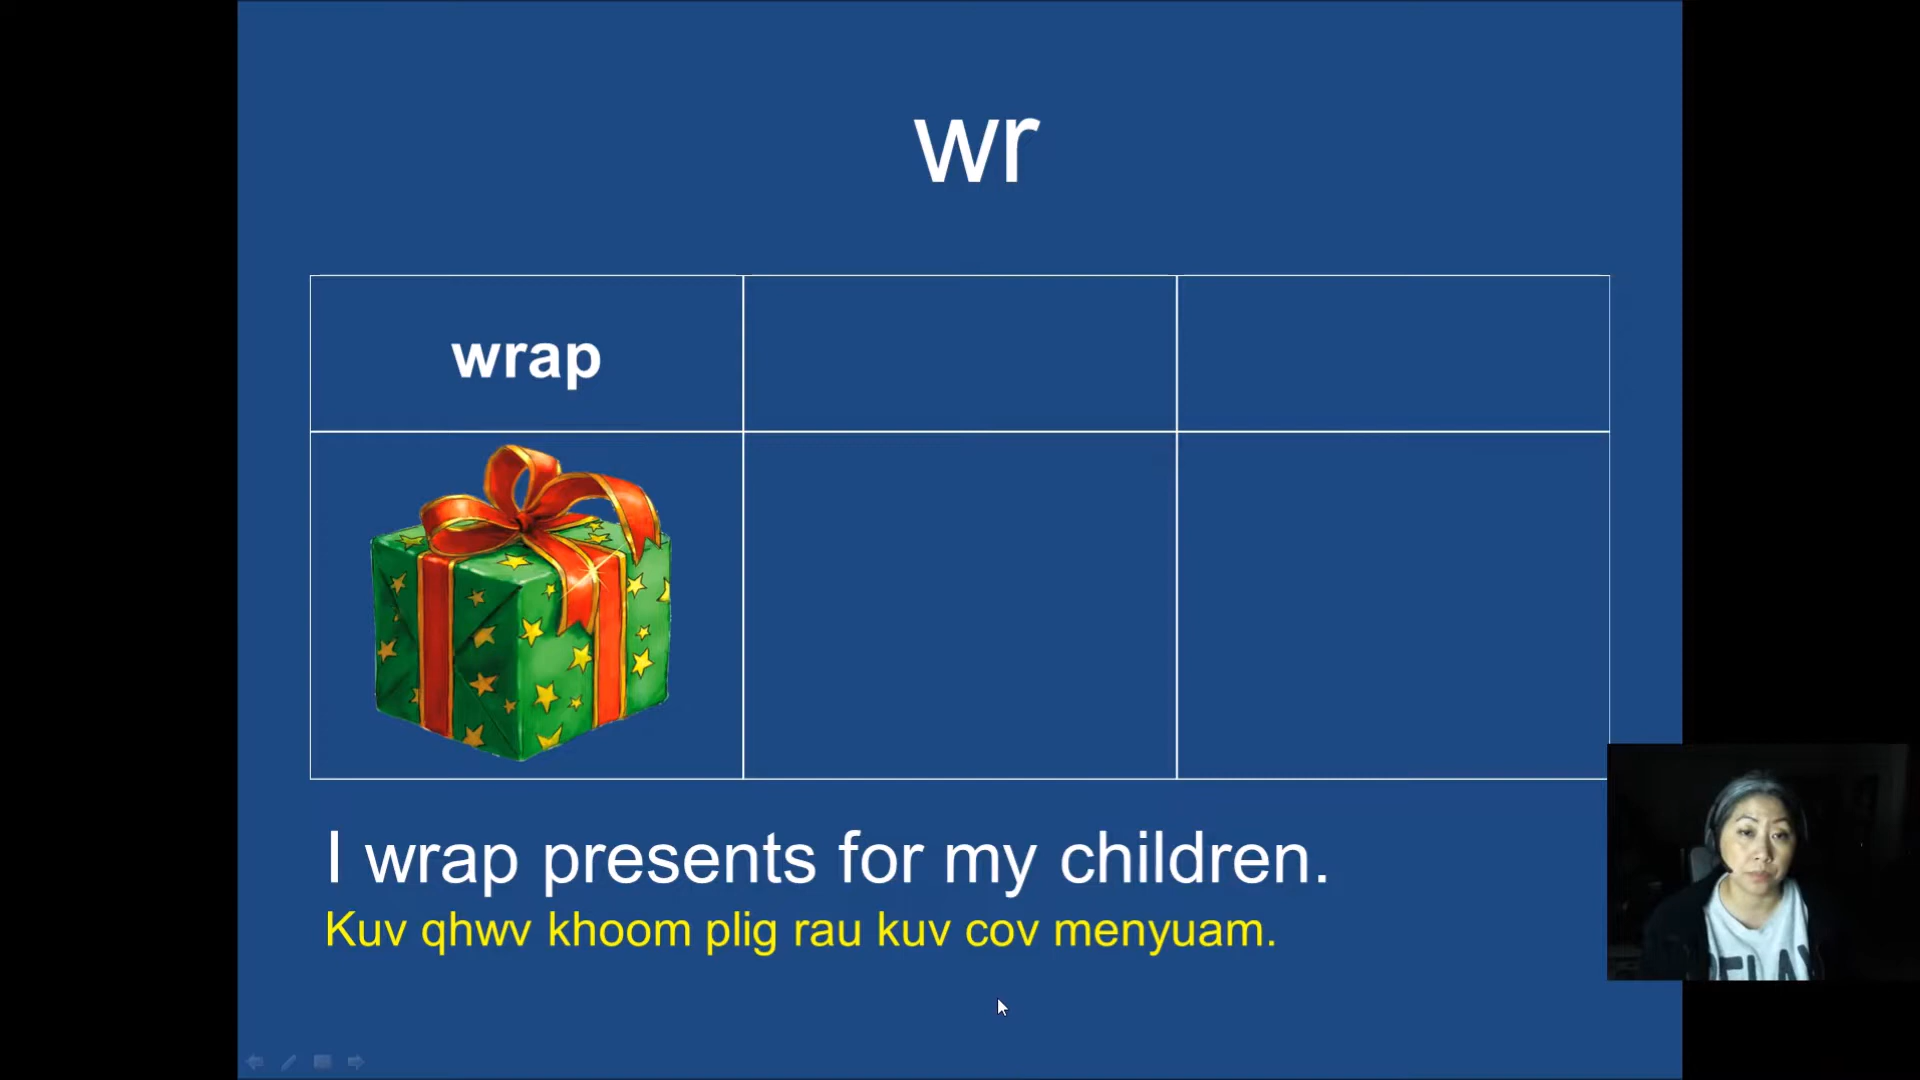 wr
wrap
I wrap presents for my children.
Kuv qhwv khoom plig rau kuv cov menyuam.